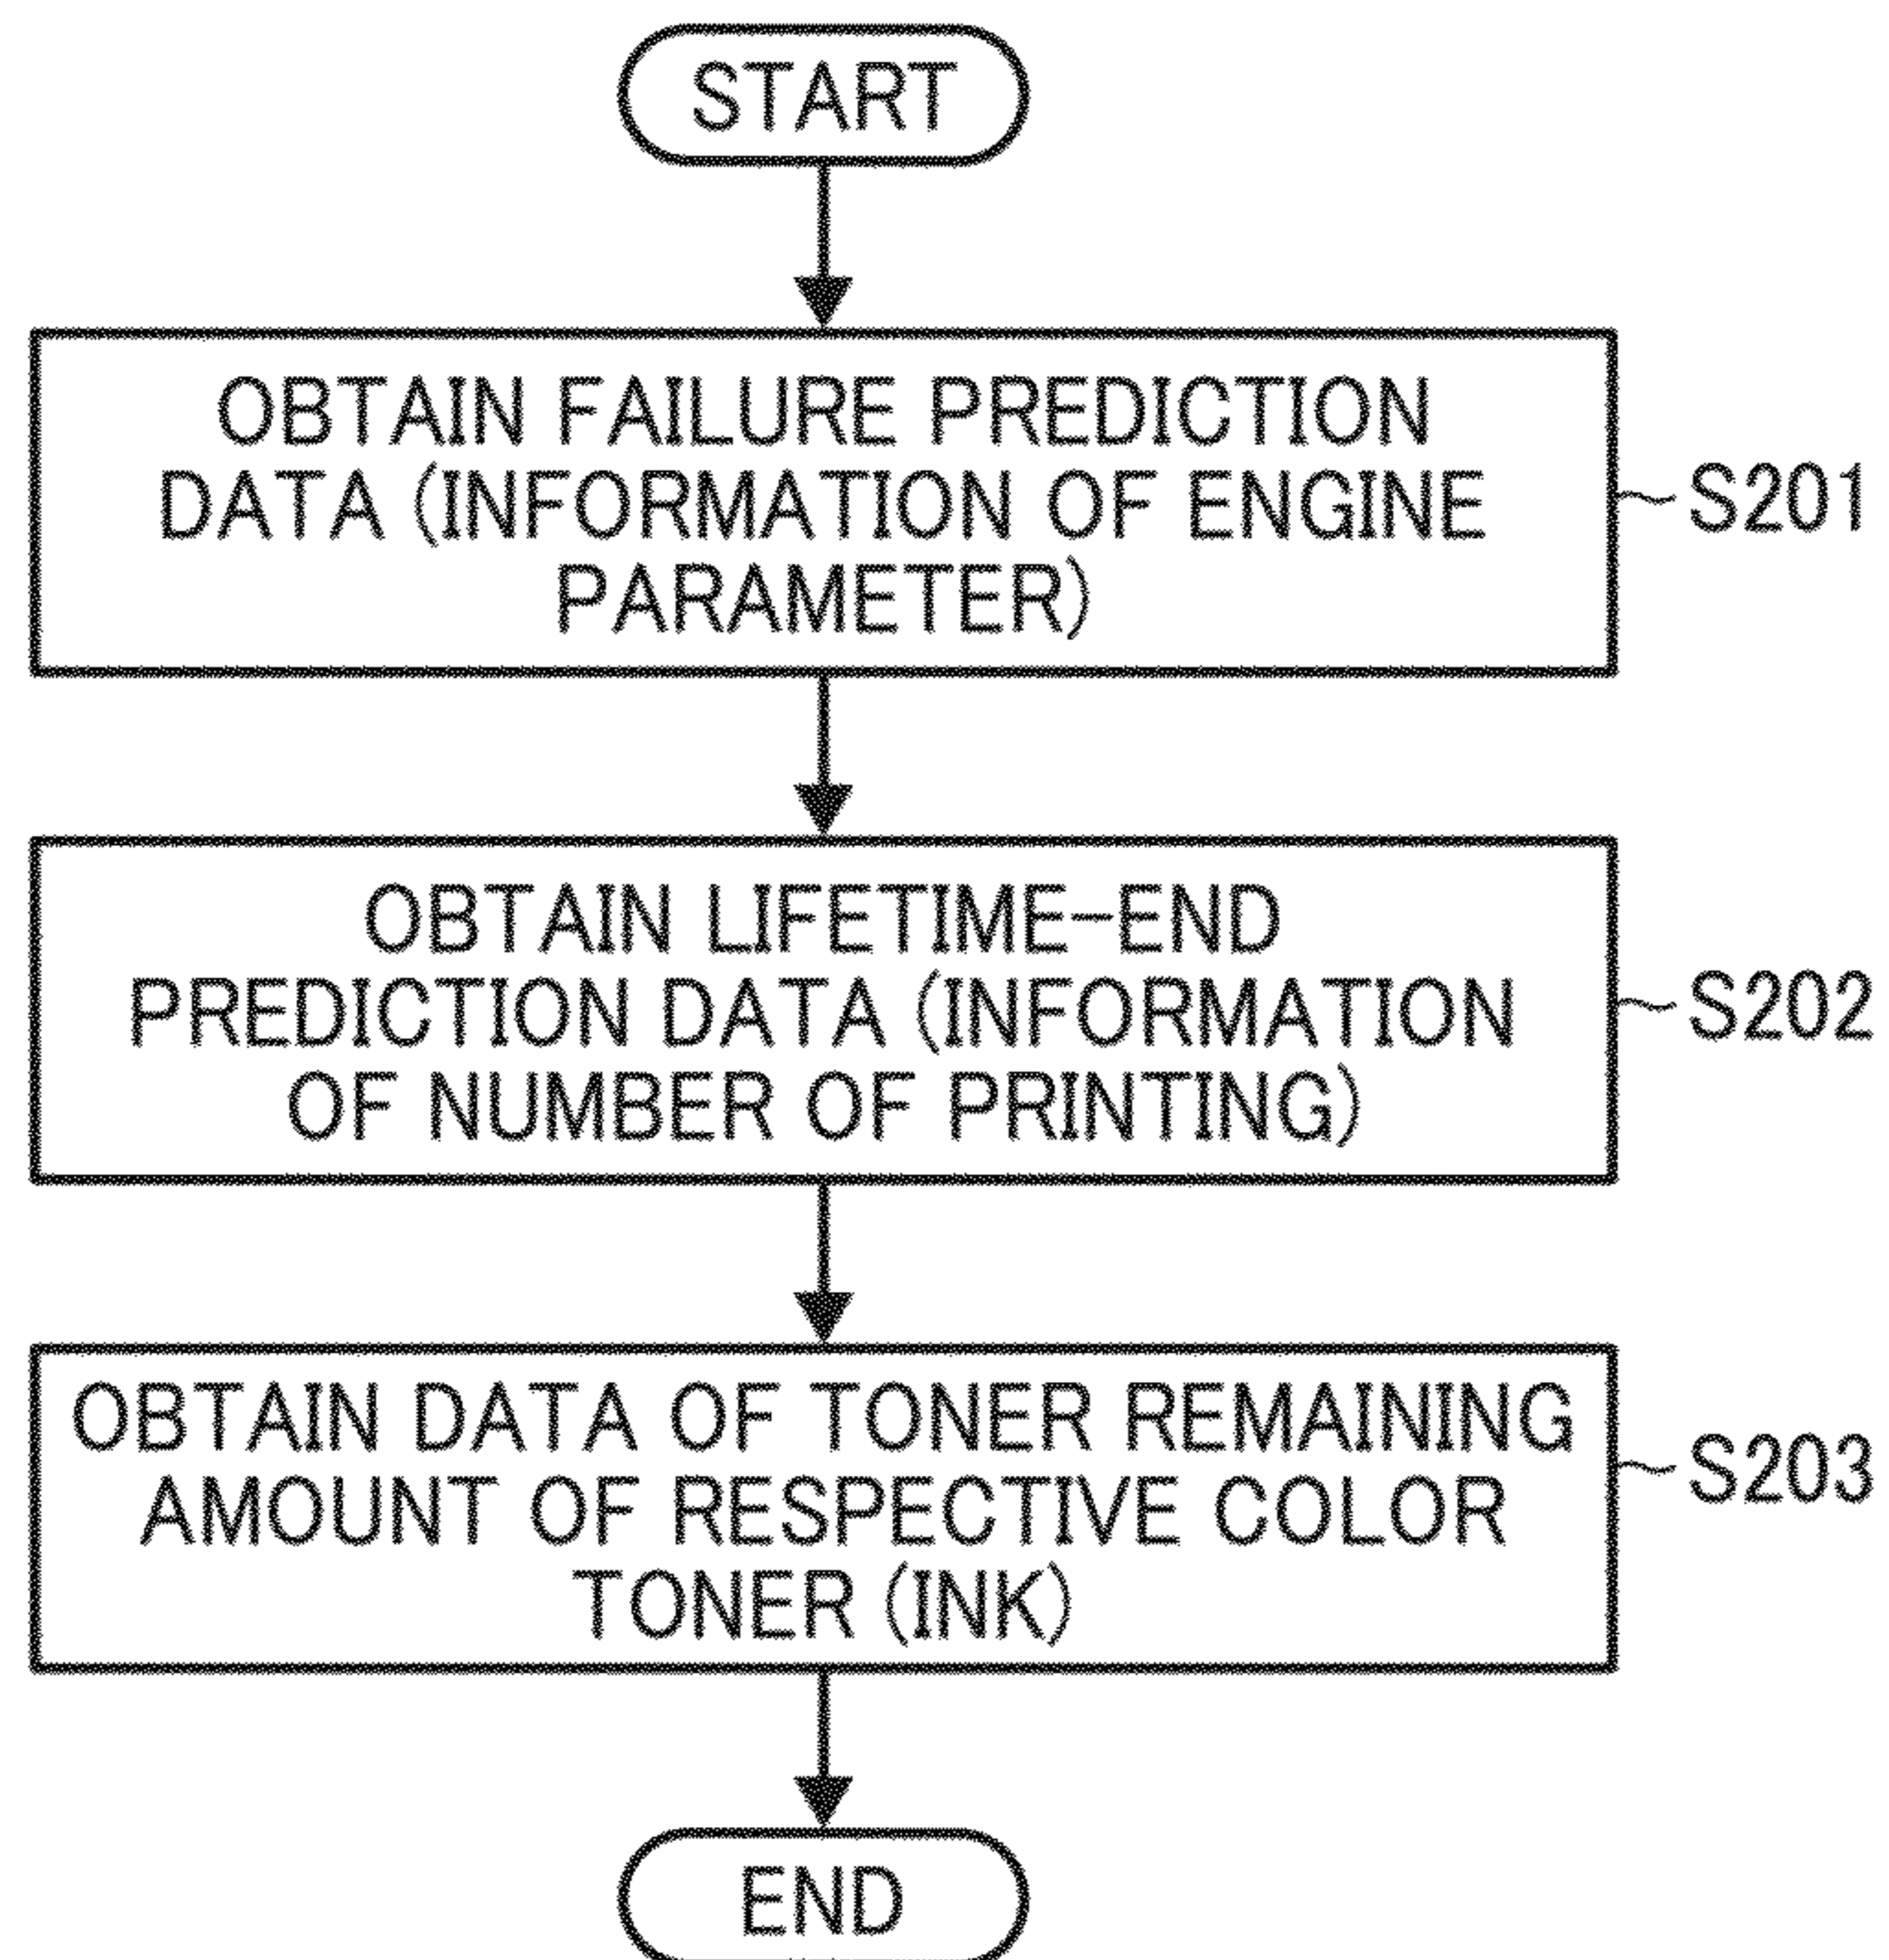 START
OBTAIN FAILURE PREDICTION
DATA (INFORMATION OF ENGINE
PARAMETER)
S201
OBTAIN LIFETIME-END
PREDICTION DATA (INFORMATION
OF NUMBER OF PRINTING)
S202
OBTAIN DATA OF TONER REMAINING
AMOUNT OF RESPECTIVE COLOR
TONER (INK)
S203
END